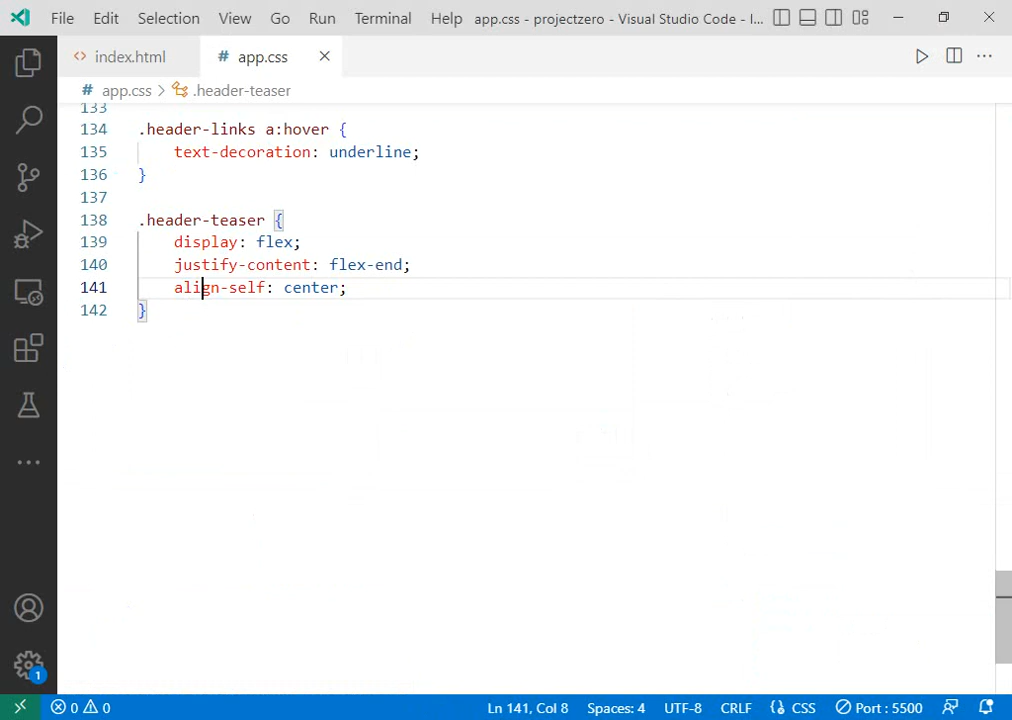 File Edit Selection View Go Run Terminal Help app.css - projectzero - Visual Studio Code - I...
<> index.html # app.css ×
# app.css > .header-teaser
133
134 .header-links a:hover {
135 text-decoration: underline;
136 }
137
138 .header-teaser {
139 display: flex;
140 justify-content: flex-end;
141 align-self: center;
142 }
1
0 0 Ln 141, Col 8 Spaces: 4 UTF-8 CRLF {} CSS Port : 5500